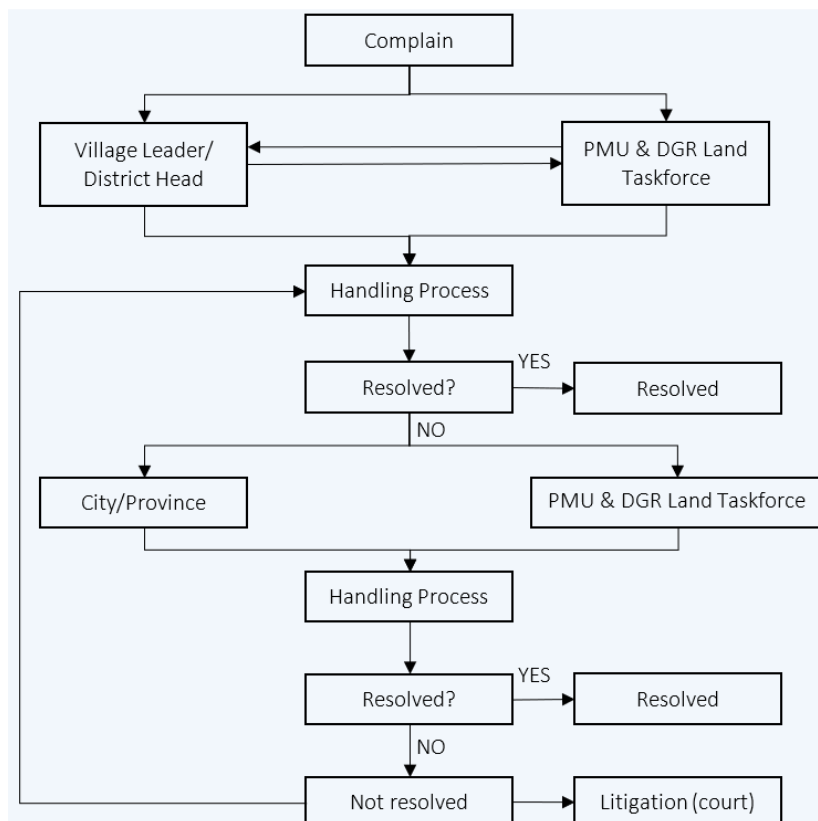 Complain
Village Leader/
District Head
PMU & DGR Land
Taskforce
Handling Process
Resolved?
YES
Resolved
NO
City/Province
PMU & DGR Land Taskforce
Handling Process
Resolved?
YES
Resolved
NO
Not resolved
Litigation (court)